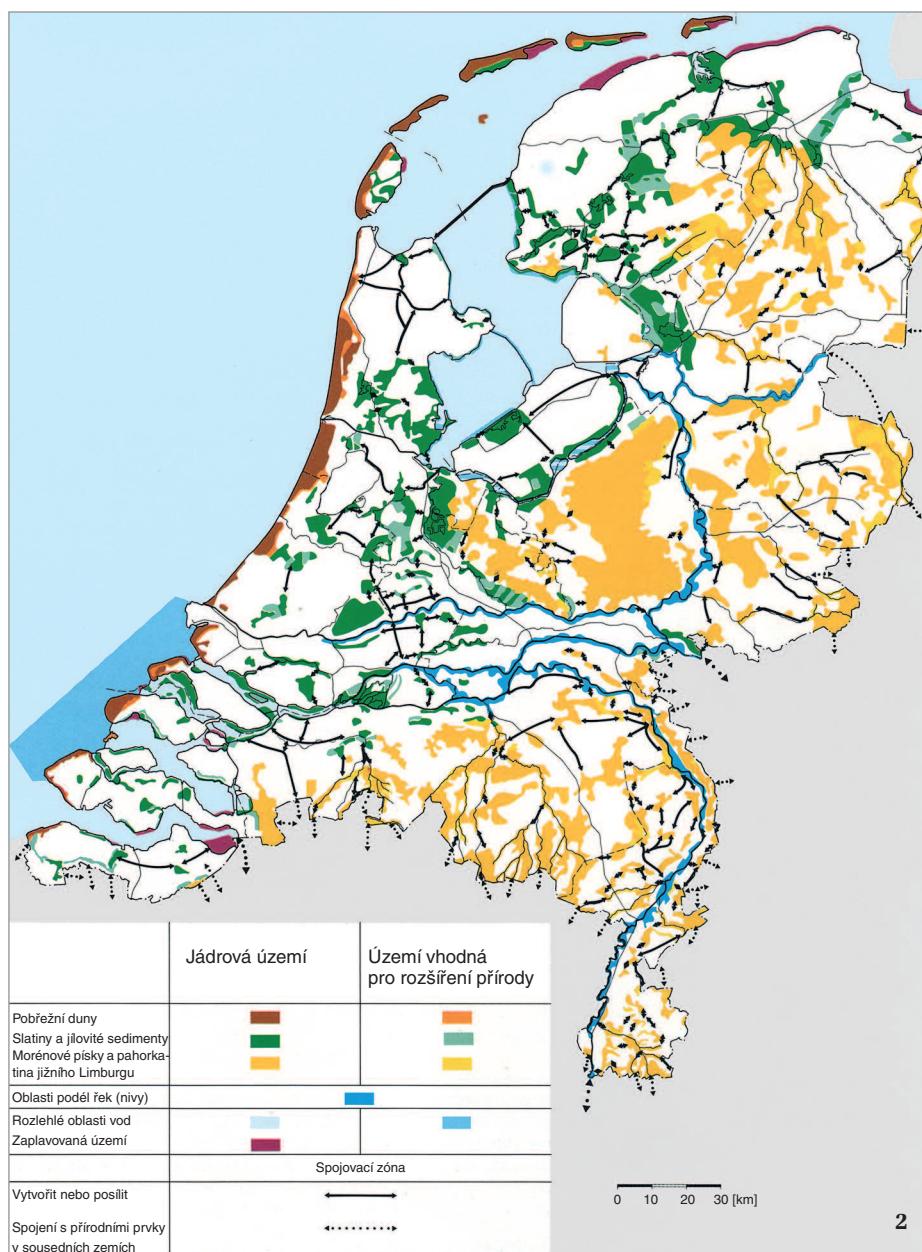 Jádrová území
Území vhodná
pro rozšíření přírody
Pobřežní duny
Slatiny a jílovité sedimenty
Morénové písky a pahorka-
tina jižního Limburgu
Oblasti podél řek (nivy)
Rozlehlé oblasti vod
Zaplavovaná území
Spojovací zóna
Vytvořit nebo posílit
Spojení s přírodními prvky
v sousedních zemích
0 10 20 30 [km]
2